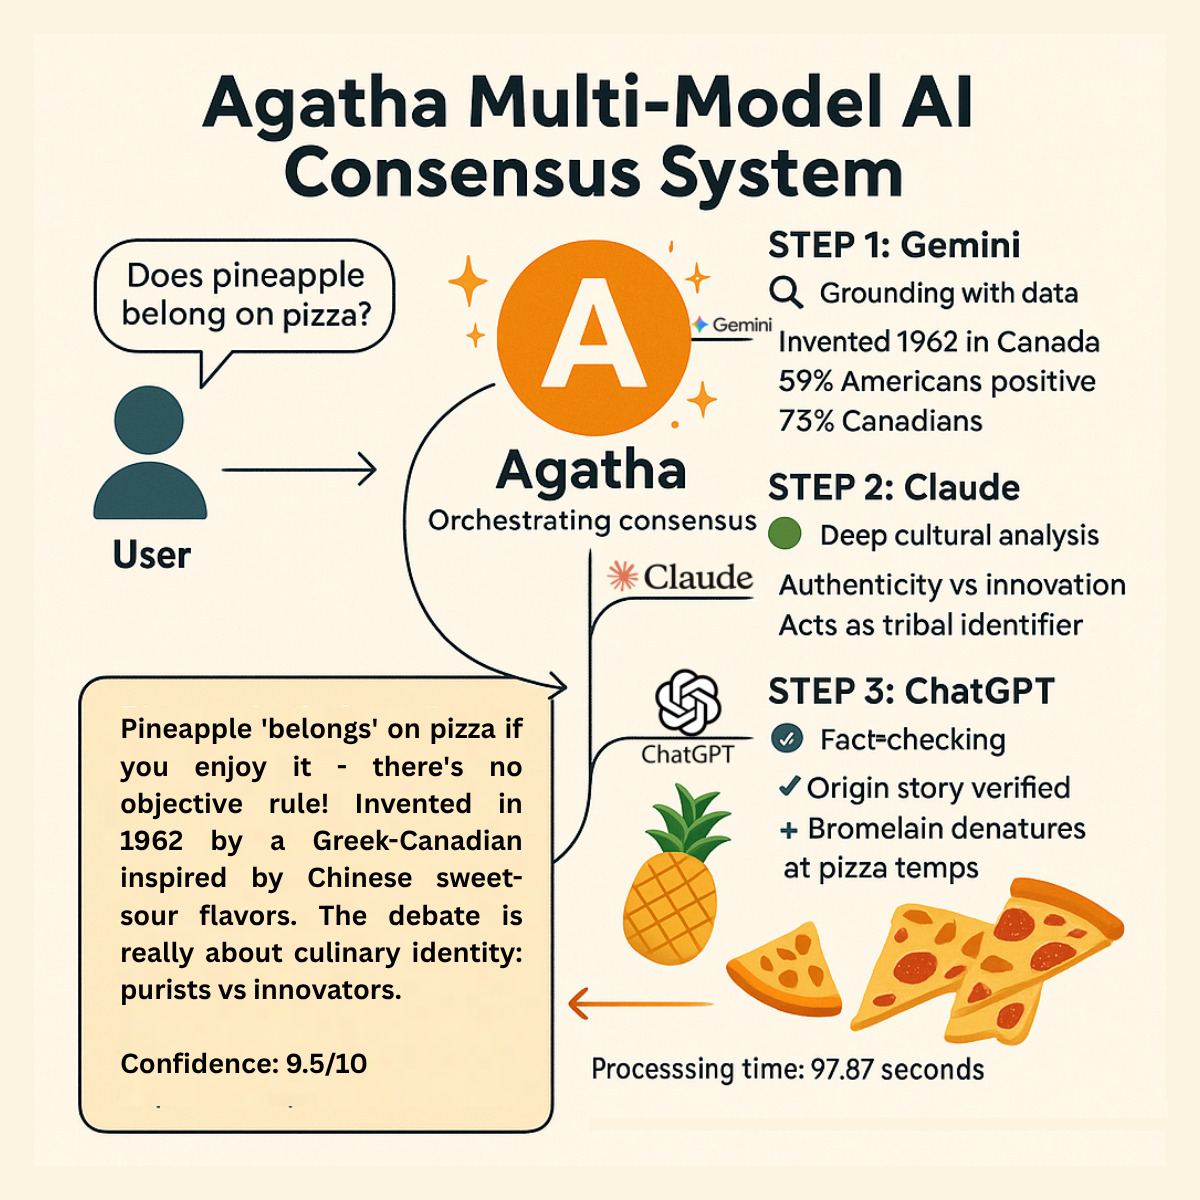 Agatha Multi-Model AI
Consensus System
Does pineapple
belong on pizza?
User
A
Agatha
Orchestrating consensus
Gemini
STEP 1: Gemini
Grounding with data
Invented 1962 in Canada
59% Americans positive
73% Canadians
Claude
STEP 2: Claude
Deep cultural analysis
Authenticity vs innovation
Acts as tribal identifier
ChatGPT
STEP 3: ChatGPT
Fact=checking
✔ Origin story verified
+ Bromelain denatures
at pizza temps
Pineapple 'belongs' on pizza if
you enjoy it - there's no
objective rule! Invented in
1962 by a Greek-Canadian
inspired by Chinese sweet-
sour flavors. The debate is
really about culinary identity:
purists vs innovators.
Confidence: 9.5/10
Processsing time: 97.87 seconds